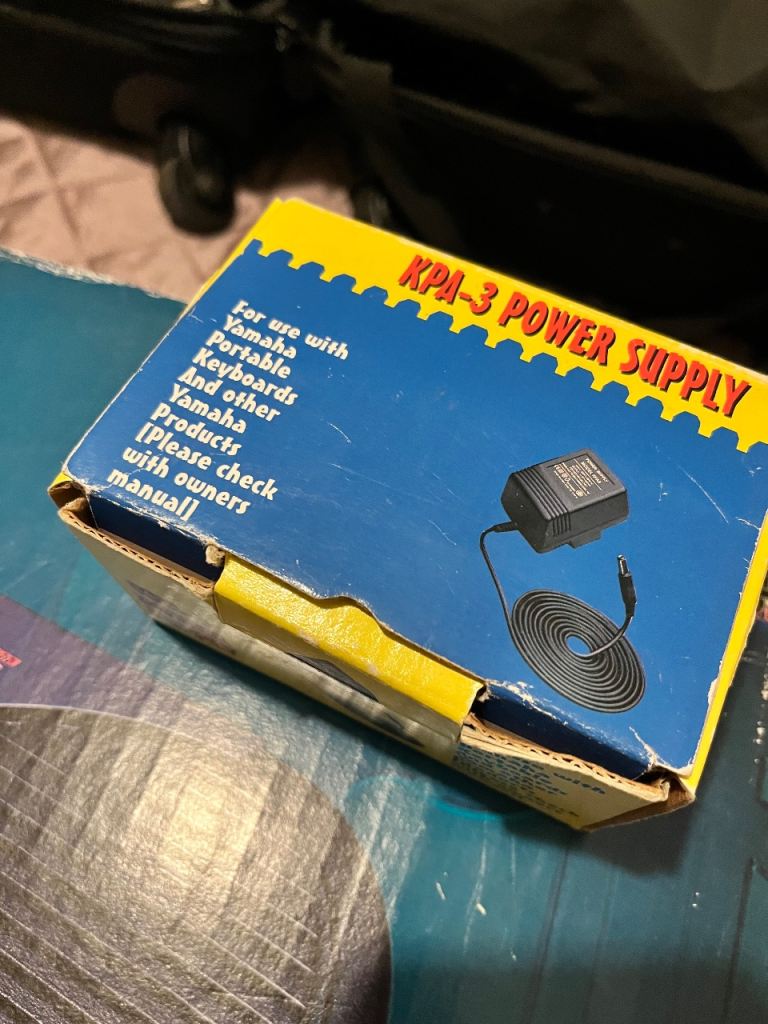 KPA-3 POWER SUPPLY
For use with
Yamaha
Portable
Keyboards
And other
Yamaha
Products
[Please check
with owners
manual]
with